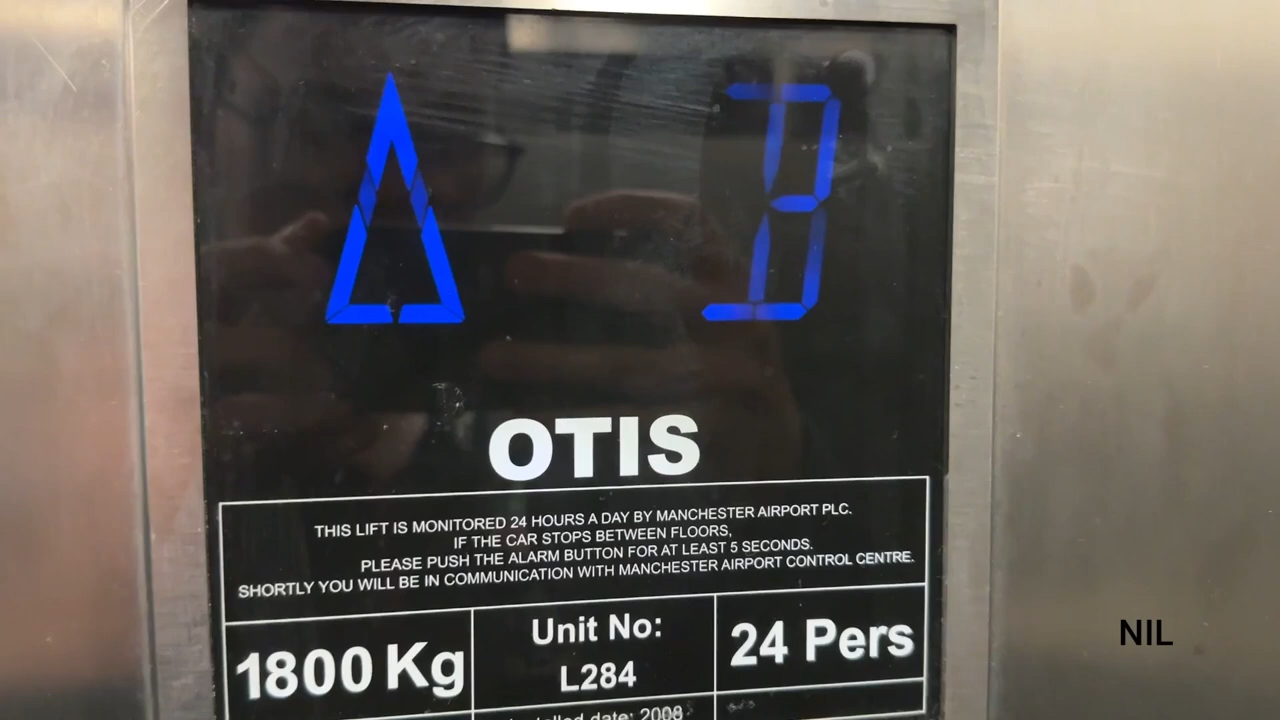 B
OTIS
THIS LIFT IS MONITORED 24 HOURS A DAY BY MANCHESTER AIRPORT PLC.
IF THE CAR STOPS BETWEEN FLOORS,
PLEASE PUSH THE ALARM BUTTON FOR AT LEAST 5 SECONDS.
SHORTLY YOU WILL BE IN COMMUNICATION WITH MANCHESTER AIRPORT CONTROL CENTRE.
1800 Kg
Unit No:
L284
24 Pers
date: 2008
NIL